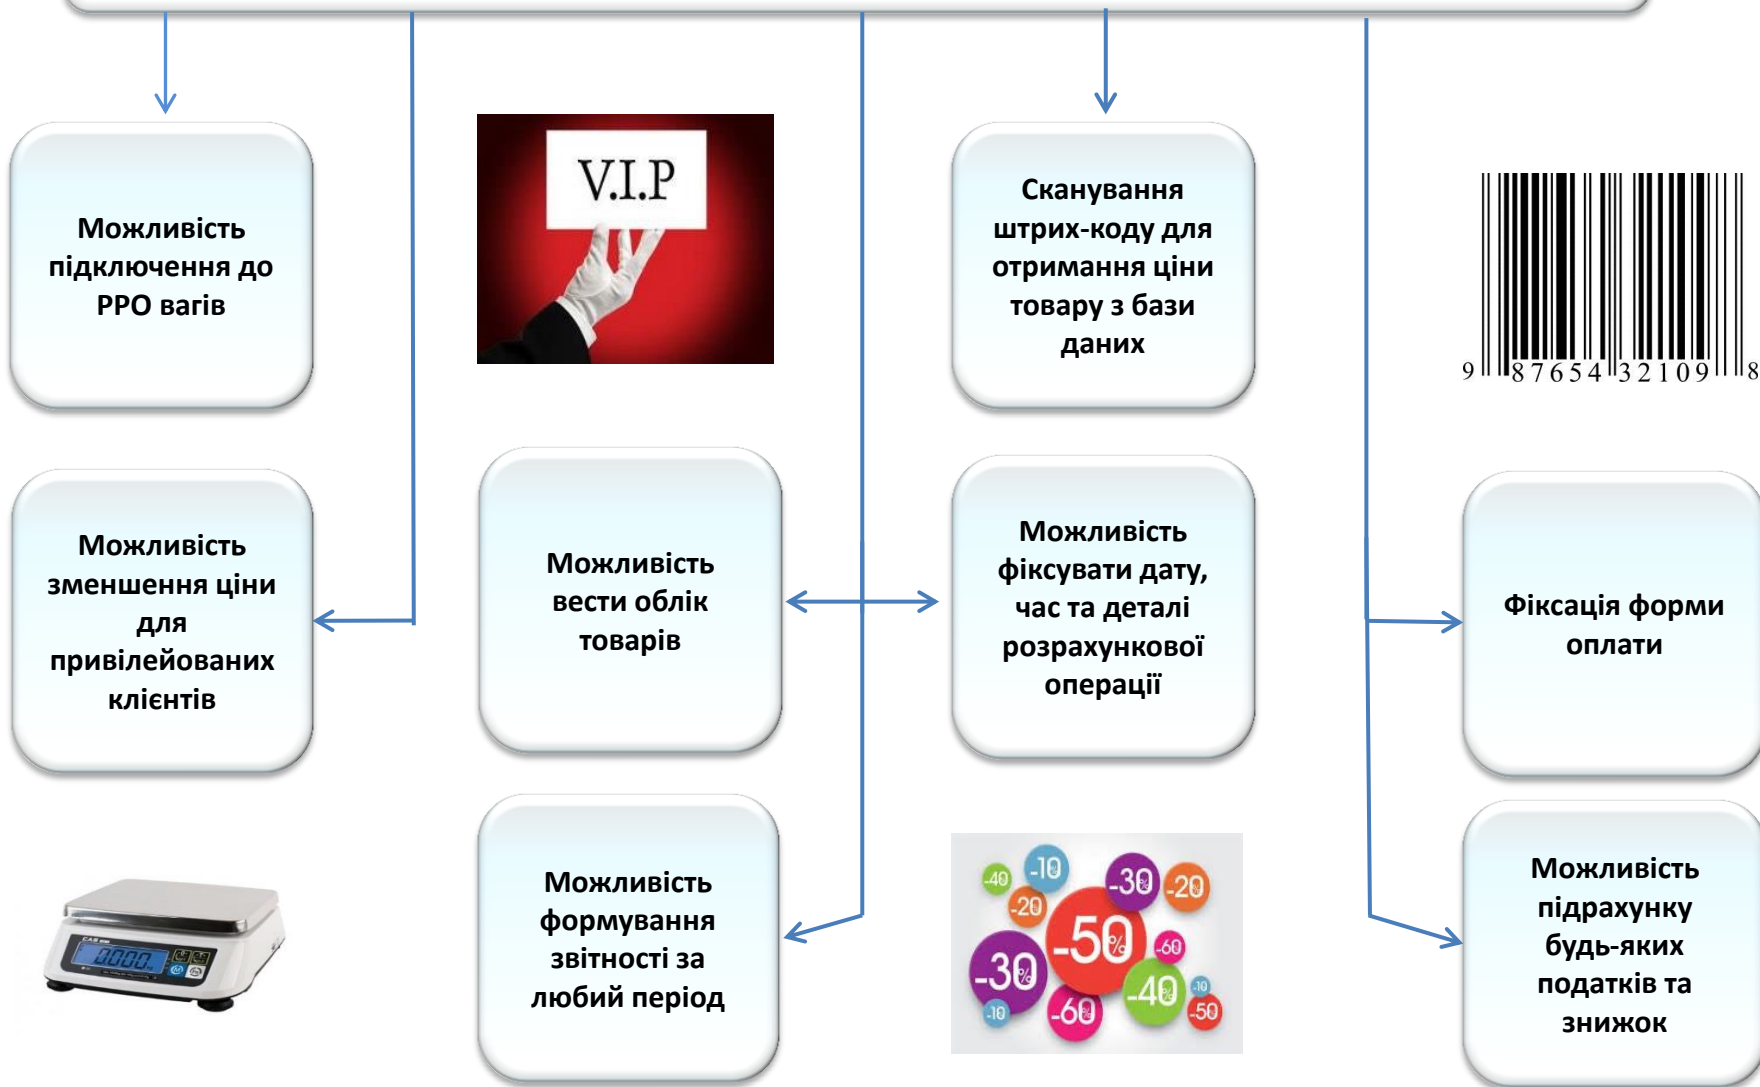 Можливість
підключення до
РРО вагів
V.I.P
Сканування
штрих-коду для
отримання ціни
товару з бази
даних
9 87654 32109 8
Можливість
зменшення ціни
для
привілейованих
клієнтів
Можливість
вести облік
товарів
Можливість
фіксувати дату,
час та деталі
розрахункової
операції
Фіксація форми
оплати
CAS
0.000
Можливість
формування
звітності за
любий період
-40
-10%
-30%
-20%
-20%
-50%
-60%
-30%
-40%
-10
-10
-60%
-50%
Можливість
підрахунку
будь-яких
податків та
знижок